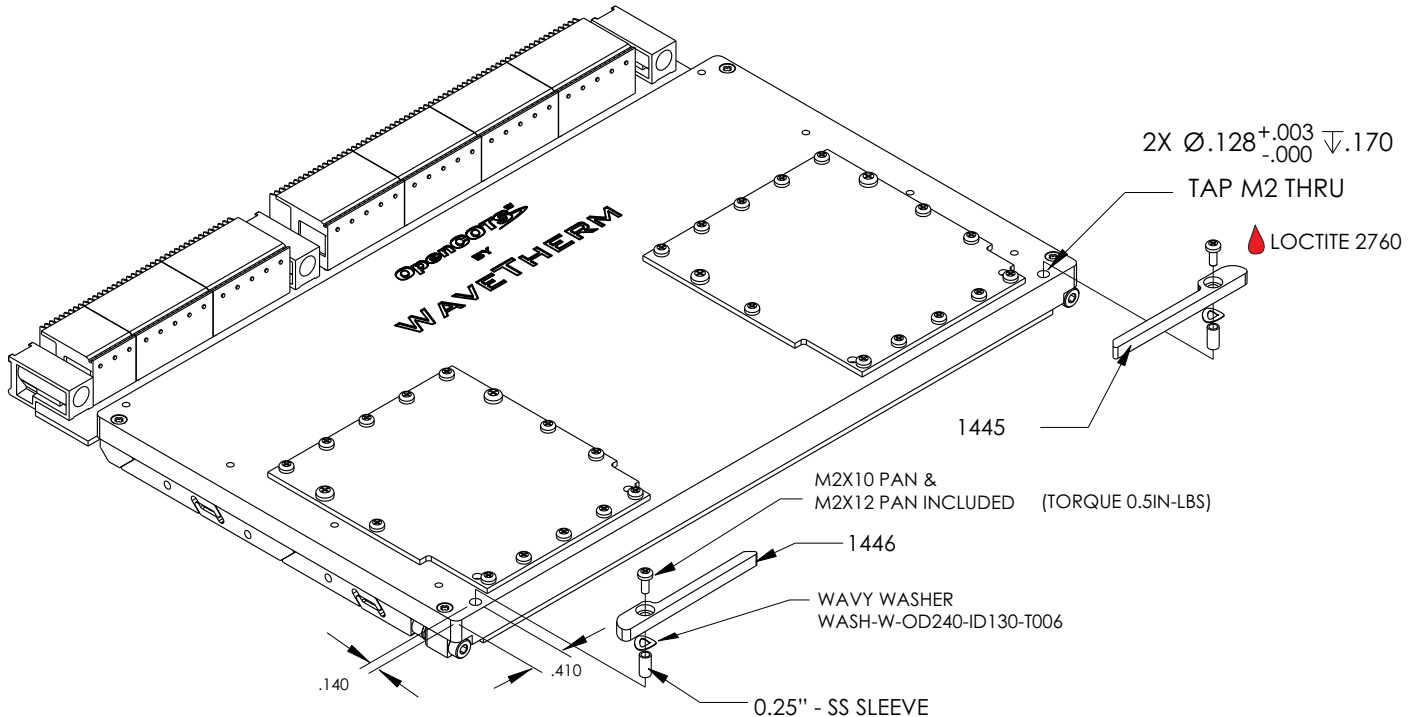 2X Ø.128 +.003 -.000 ↧.170
TAP M2 THRU
LOCTITE 2760
OpenCOTS™
BY
WAVETHERM
1445
M2X10 PAN &
M2X12 PAN INCLUDED (TORQUE 0.5IN-LBS)
1446
WAVY WASHER
WASH-W-OD240-ID130-T006
.410
.140
0.25” - SS SLEEVE